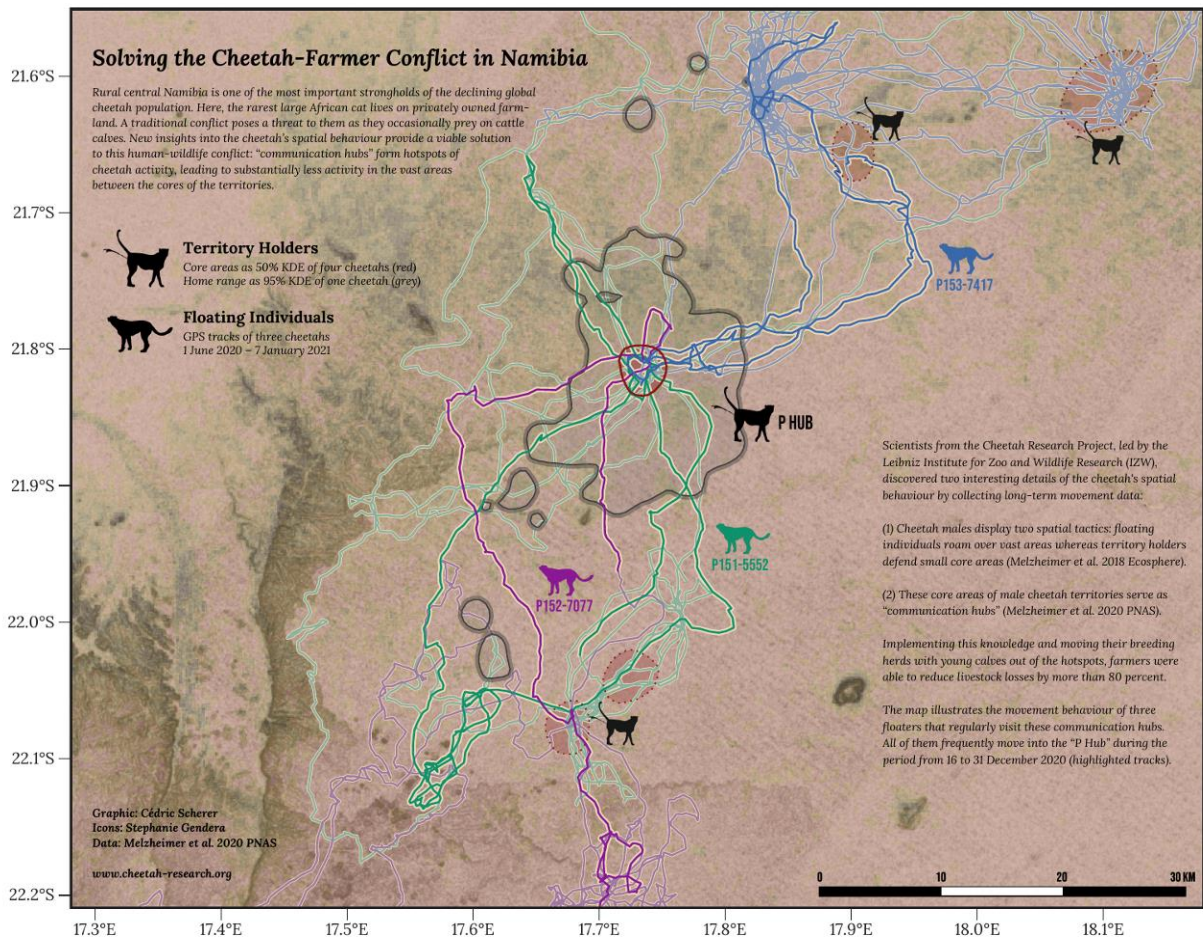 Solving the Cheetah-Farmer Conflict in Namibia
Rural central Namibia is one of the most important strongholds of the declining global
cheetah population. Here, the rarest large African cat lives on privately owned farm-
land. A traditional conflict poses a threat to them as they occasionally prey on cattle
calves. New insights into the cheetah's spatial behaviour provide a viable solution
to this human-wildlife conflict: “communication hubs” form hotspots of
cheetah activity, leading to substantially less activity in the vast areas
between the cores of the territories.
Territory Holders
Core areas as 50% KDE of four cheetahs (red)
Home range as 95% KDE of one cheetah (grey)
Floating Individuals
GPS tracks of three cheetahs
1 June 2020 – 7 January 2021
P153-7417
P HUB
P151-5552
P152-7077
Scientists from the Cheetah Research Project, led by the
Leibniz Institute for Zoo and Wildlife Research (IZW),
discovered two interesting details of the cheetah's spatial
behaviour by collecting long-term movement data:
(1) Cheetah males display two spatial tactics: floating
individuals roam over vast areas whereas territory holders
defend small core areas (Melzheimer et al. 2018 Ecosphere).
(2) These core areas of male cheetah territories serve as
“communication hubs” (Melzheimer et al. 2020 PNAS).
Implementing this knowledge and moving their breeding
herds with young calves out of the hotspots, farmers were
able to reduce livestock losses by more than 80 percent.
The map illustrates the movement behaviour of three
floaters that regularly visit these communication hubs.
All of them frequently move into the “P Hub” during the
period from 16 to 31 December 2020 (highlighted tracks).
Graphic: Cédric Scherer
Icons: Stephanie Gendera
Data: Melzheimer et al. 2020 PNAS
www.cheetah-research.org
0 10 20 30 KM
21.6°S
21.7°S
21.8°S
21.9°S
22.0°S
22.1°S
22.2°S
17.3°E 17.4°E 17.5°E 17.6°E 17.7°E 17.8°E 17.9°E 18.0°E 18.1°E